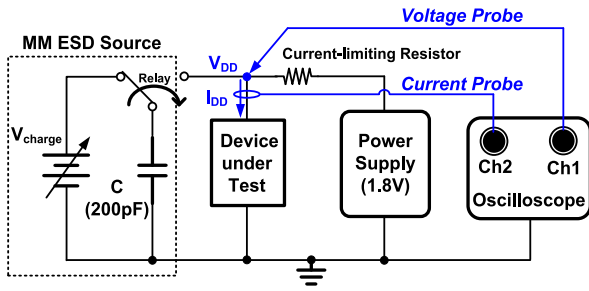 Voltage Probe
MM ESD Source
VDD
Current-limiting Resistor
Relay
Current Probe
IDD
Vcharge
Device
under
Test
Power
Supply
(1.8V)
Ch2
Ch1
Oscilloscope
C
(200pF)